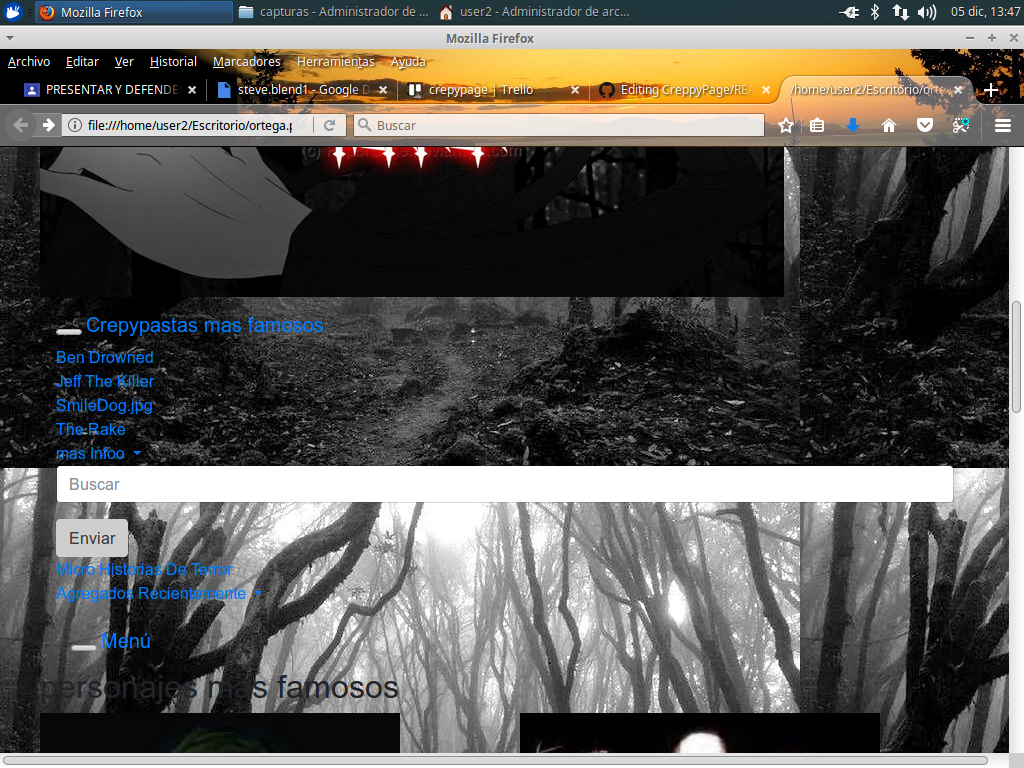 Mozilla Firefox
capturas - Administrador de ...
user2 - Administrador de arc...
05 dic, 13:47
Mozilla Firefox
Archivo Editar Ver Historial Marcadores Herramientas Ayuda
PRESENTAR Y DEFENDE
steve.blend1 - Google D
crepypage | Trello
Editing CreppyPage/REA
/home/user2/Escritorio/orte
file:///home/user2/Escritorio/ortega.p
Buscar
(c)
Crepypastas mas famosos
Ben Drowned
Jeff The Killer
SmileDog.jpg
The Rake
mas Infoo
Buscar
Enviar
Micro Historias De Terror
Agregados Recientemente
Menú
personajes mas famosos